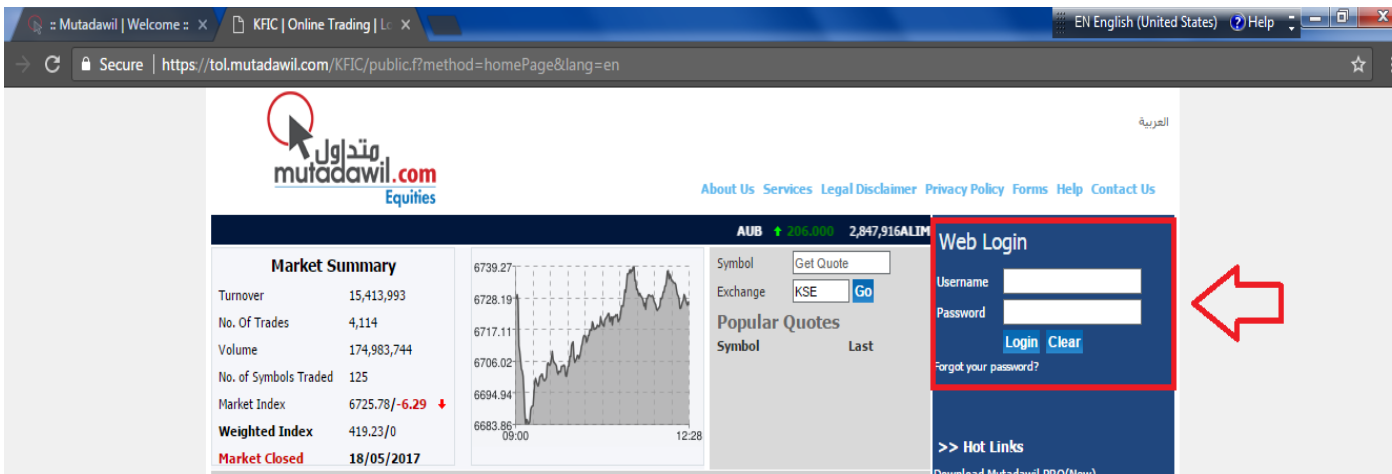 :: Mutadawil | Welcome ::
KFIC | Online Trading | Lo
EN English (United States)
Help
Secure
https://tol.mutadawil.com/KFIC/public.f?method=homePage&lang=en
العربية
متداول
mutadawil.com
Equities
About Us Services Legal Disclaimer Privacy Policy Forms Help Contact Us
AUB 206.000 2,847,916ALIM
Market Summary
Turnover 15,413,993
No. Of Trades 4,114
Volume 174,983,744
No. of Symbols Traded 125
Market Index 6725.78/-6.29
Weighted Index 419.23/0
Market Closed 18/05/2017
6739.27
6728.19
6717.11
6706.02
6694.94
6683.86
09:00 12:28
Symbol Get Quote
Exchange KSE Go
Popular Quotes
Symbol Last
Web Login
Username
Password
Login Clear
Forgot your password?
>> Hot Links
Download Mutadawil PRO(New)